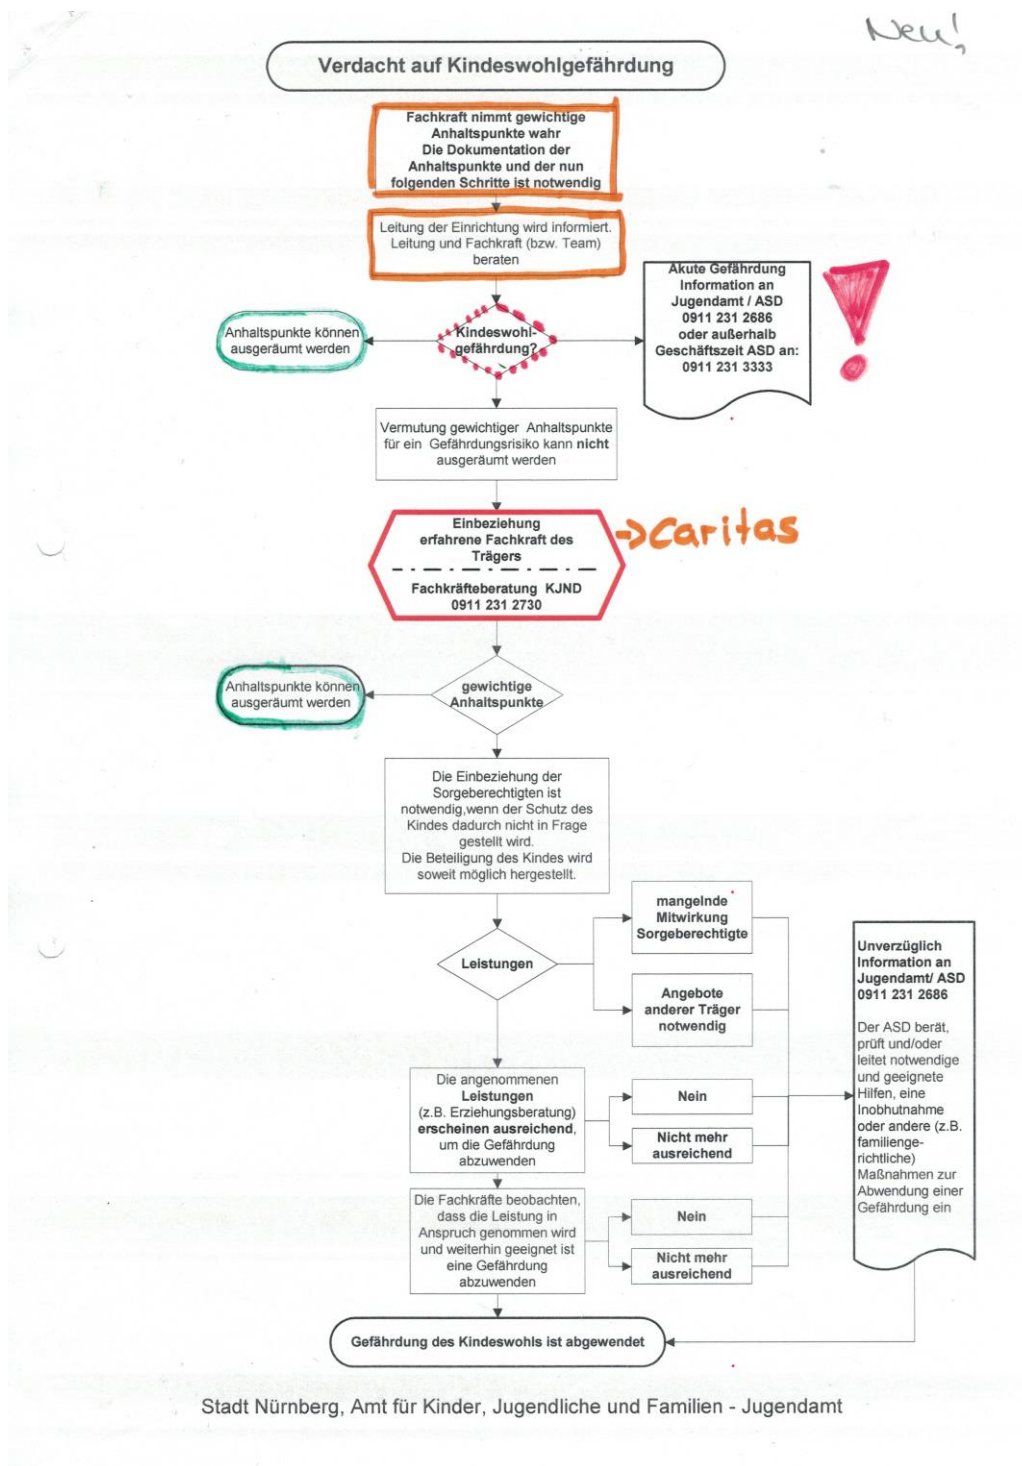 Neu!
Verdacht auf Kindeswohlgefährdung
Fachkraft nimmt gewichtige
Anhaltspunkte wahr
Die Dokumentation der
Anhaltspunkte und der nun
folgenden Schritte ist notwendig
Leitung der Einrichtung wird informiert.
Leitung und Fachkraft (bzw. Team)
beraten
Anhaltspunkte können
ausgeräumt werden
Kindeswohl-
gefährdung?
Akute Gefährdung
Information an
Jugendamt / ASD
0911 231 2686
oder außerhalb
Geschäftszeit ASD an:
0911 231 3333
!
Vermutung gewichtiger Anhaltspunkte
für ein Gefährdungsrisiko kann nicht
ausgeräumt werden
Einbeziehung
erfahrene Fachkraft des
Trägers
Fachkräfteberatung KJND
0911 231 2730
-> Caritas
Anhaltspunkte können
ausgeräumt werden
gewichtige
Anhaltspunkte
Die Einbeziehung der
Sorgeberechtigten ist
notwendig,wenn der Schutz des
Kindes dadurch nicht in Frage
gestellt wird.
Die Beteiligung des Kindes wird
soweit möglich hergestellt.
Leistungen
mangelnde
Mitwirkung
Sorgeberechtigte
Angebote
anderer Träger
notwendig
Die angenommenen
Leistungen
(z.B. Erziehungsberatung)
erscheinen ausreichend,
um die Gefährdung
abzuwenden
Nein
Nicht mehr
ausreichend
Die Fachkräfte beobachten,
dass die Leistung in
Anspruch genommen wird
und weiterhin geeignet ist
eine Gefährdung
abzuwenden
Nein
Nicht mehr
ausreichend
Unverzüglich
Information an
Jugendamt/ ASD
0911 231 2686
Der ASD berät,
prüft und/oder
leitet notwendige
und geeignete
Hilfen, eine
Inobhutnahme
oder andere (z.B.
familienge-
richtliche)
Maßnahmen zur
Abwendung einer
Gefährdung ein
Gefährdung des Kindeswohls ist abgewendet
Stadt Nürnberg, Amt für Kinder, Jugendliche und Familien - Jugendamt